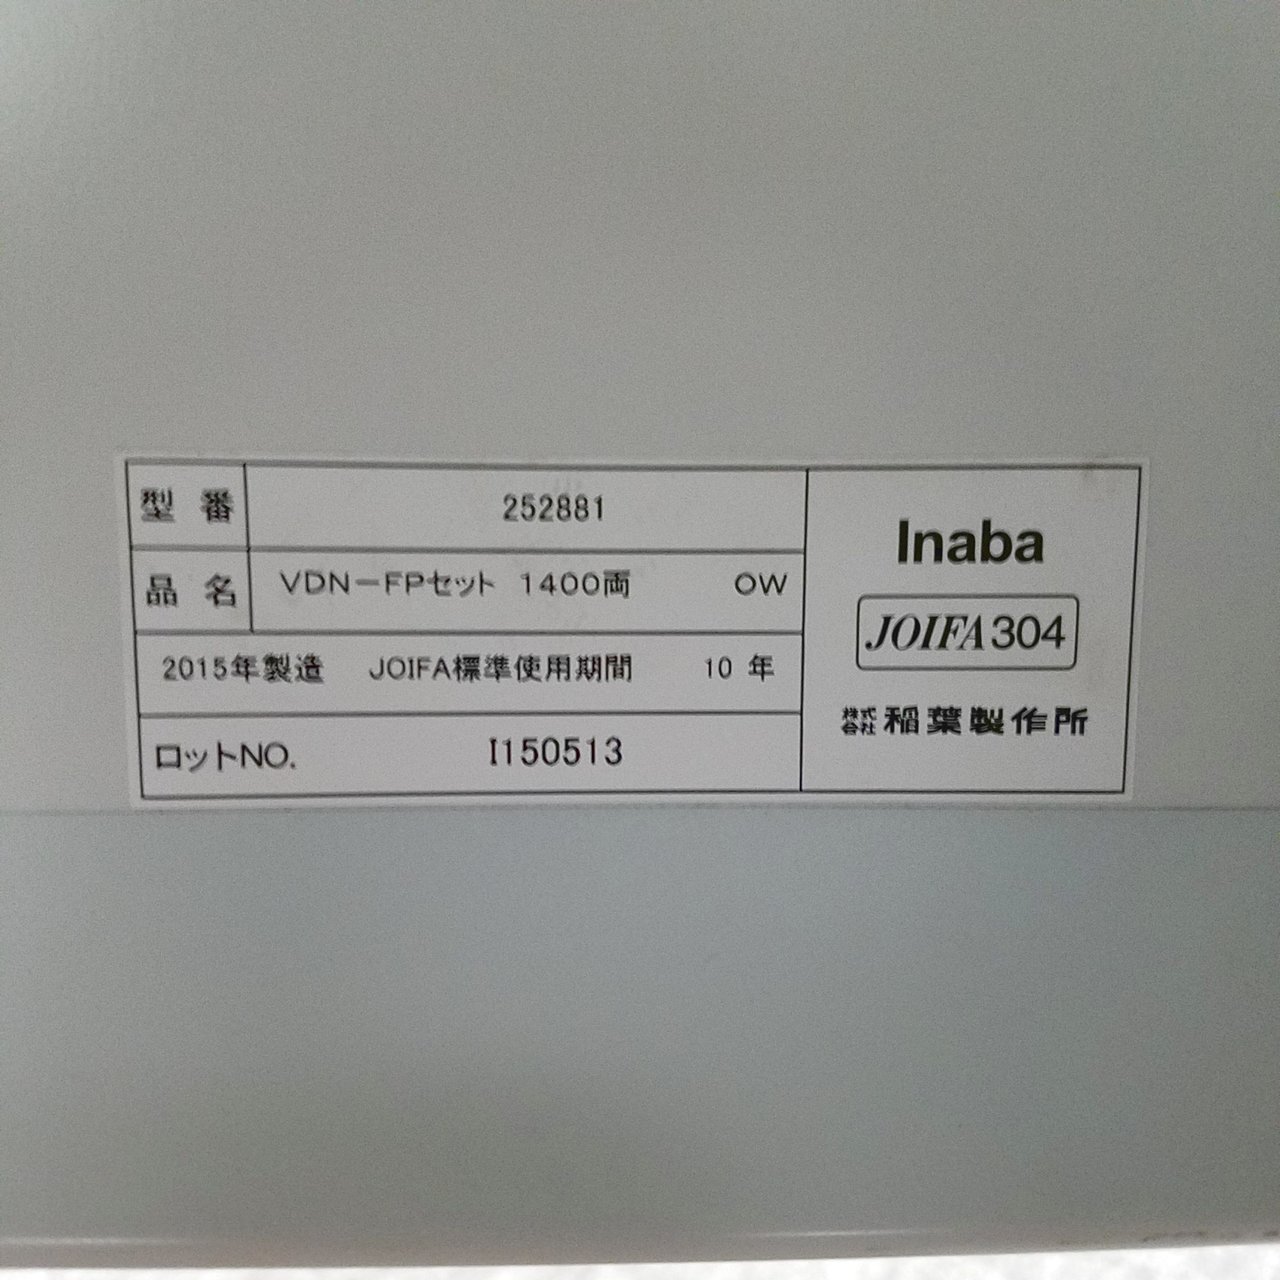 型番 252881
品名 VDN－FPセット 1400両 OW
2015年製造 JOIFA標準使用期間 10年
ロットNO. I150513
Inaba
JOIFA304
株式会社 稲葉製作所